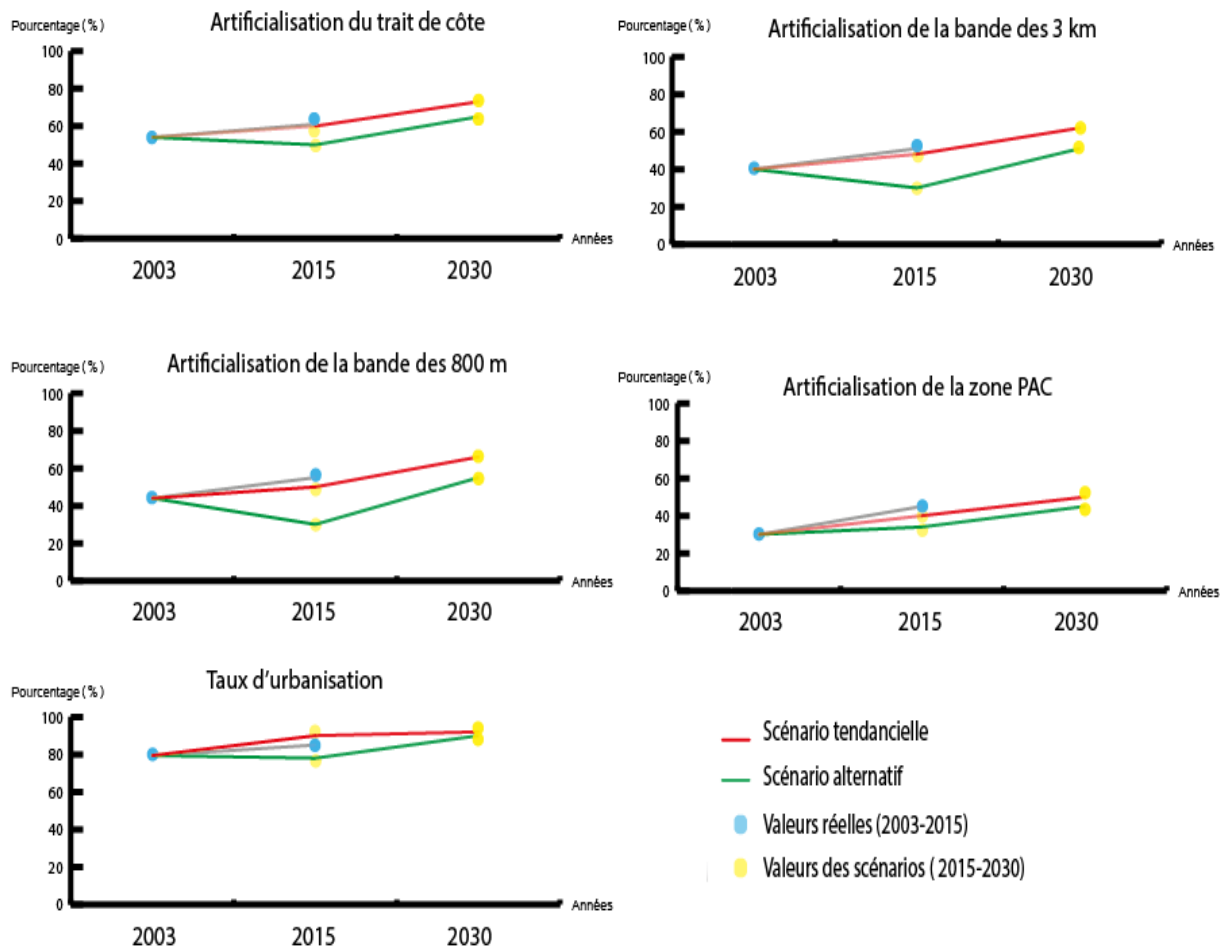 Artificialisation du trait de côte
Pourcentage (%)
100
80
60
40
20
0
Années
2003 2015 2030
Artificialisation de la bande des 3 km
Pourcentage (%)
100
80
60
40
20
0
Années
2003 2015 2030
Artificialisation de la bande des 800 m
Pourcentage (%)
100
80
60
40
20
0
Années
2003 2015 2030
Artificialisation de la zone PAC
Pourcentage (%)
100
80
60
40
20
0
Années
2003 2015 2030
Taux d'urbanisation
Pourcentage (%)
100
80
60
40
20
0
Années
2003 2015 2030
Scénario tendancielle
Scénario alternatif
Valeurs réelles (2003-2015)
Valeurs des scénarios ( 2015-2030)